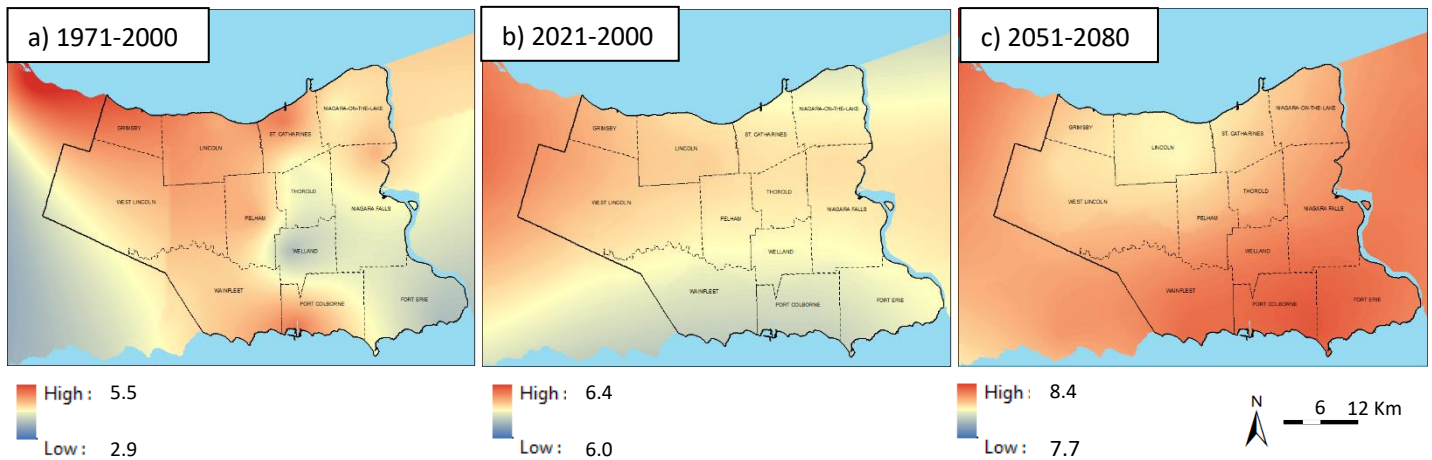 a) 1971-2000
GRIMSBY
LINCOLN
ST. CATHARINES
NIAGARA-ON-THE-LAKE
WEST LINCOLN
PELHAM
THOROLD
NIAGARA FALLS
WELLAND
WAINFLEET
PORT COLBORNE
FORT ERIE
High : 5.5
Low : 2.9
b) 2021-2000
GRIMSBY
LINCOLN
ST. CATHARINES
NIAGARA-ON-THE-LAKE
WEST LINCOLN
PELHAM
THOROLD
NIAGARA FALLS
WELLAND
WAINFLEET
PORT COLBORNE
FORT ERIE
High : 6.4
Low : 6.0
c) 2051-2080
GRIMSBY
LINCOLN
ST. CATHARINES
NIAGARA-ON-THE-LAKE
WEST LINCOLN
PELHAM
THOROLD
NIAGARA FALLS
WELLAND
WAINFLEET
PORT COLBORNE
FORT ERIE
High : 8.4
Low : 7.7
N
6 12 Km